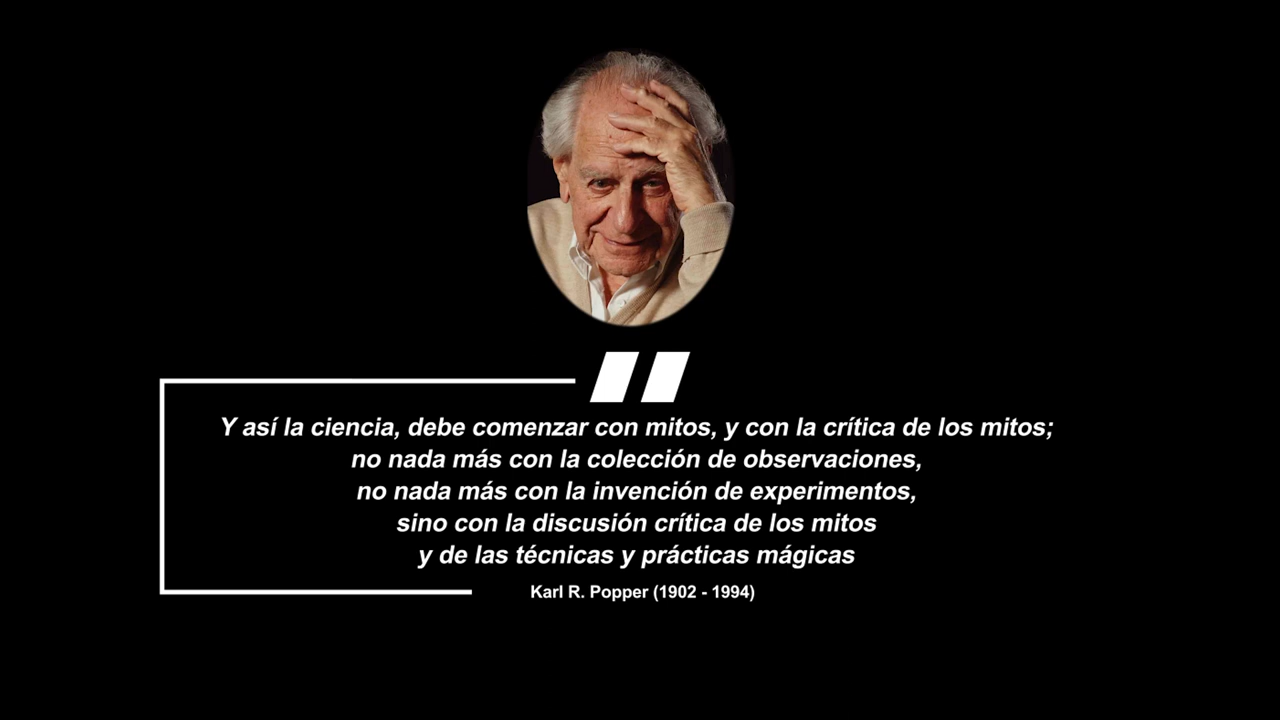 Y así la ciencia, debe comenzar con mitos, y con la crítica de los mitos;
no nada más con la colección de observaciones,
no nada más con la invención de experimentos,
sino con la discusión crítica de los mitos
y de las técnicas y prácticas mágicas
Karl R. Popper (1902 - 1994)